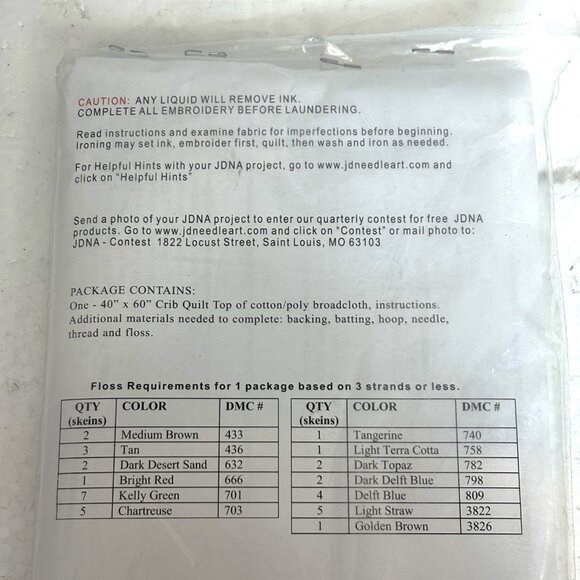 CAUTION: ANY LIQUID WILL REMOVE INK.
COMPLETE ALL EMBROIDERY BEFORE LAUNDERING.
Read instructions and examine fabric for imperfections before beginning.
Ironing may set ink, embroider first, quilt, then wash and iron as needed.
For Helpful Hints with your JDNA project, go to www.jdneedleart.com and
click on "Helpful Hints"
Send a photo of your JDNA project to enter our quarterly contest for free JDNA
products. Go to www.jdneedleart.com and click on "Contest" or mail photo to:
JDNA - Contest 1822 Locust Street, Saint Louis, MO 63103
PACKAGE CONTAINS:
One - 40" x 60" Crib Quilt Top of cotton/poly broadcloth, instructions.
Additional materials needed to complete: backing, batting, hoop, needle,
thread and floss.
Floss Requirements for 1 package based on 3 strands or less.
QTY (skeins) COLOR DMC #
2 Medium Brown 433
3 Tan 436
2 Dark Desert Sand 632
1 Bright Red 666
7 Kelly Green 701
5 Chartreuse 703
QTY (skeins) COLOR DMC #
1 Tangerine 740
1 Light Terra Cotta 758
2 Dark Topaz 782
2 Dark Delft Blue 798
4 Delft Blue 809
5 Light Straw 3822
1 Golden Brown 3826